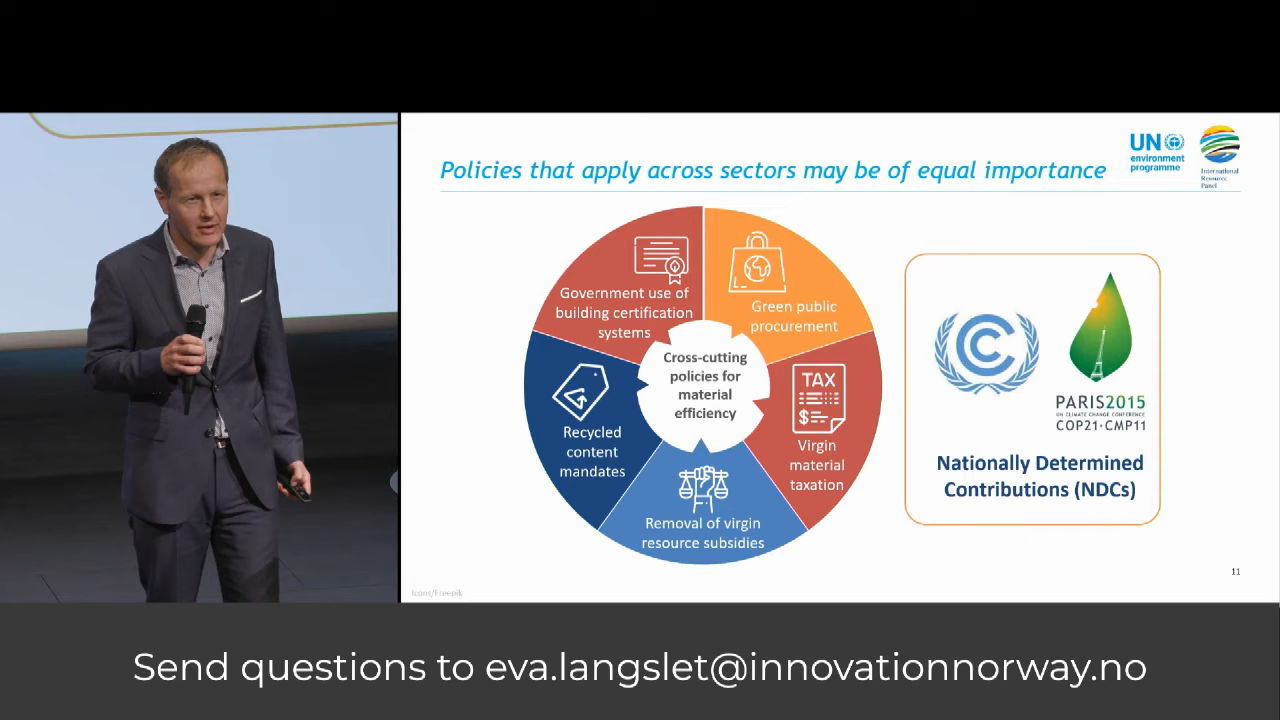 Policies that apply across sectors may be of equal importance
UN
environment
programme
International
Resource
Panel
Government use of
building certification
systems
Green public
procurement
Cross-cutting
policies for
material
efficiency
TAX
$
Recycled
content
mandates
Virgin
material
taxation
Removal of virgin
resource subsidies
PARIS2015
UN CLIMATE CHANGE CONFERENCE
COP21·CMP11
Nationally Determined
Contributions (NDCs)
11
Icons/Freepik
Send questions to eva.langslet@innovationnorway.no